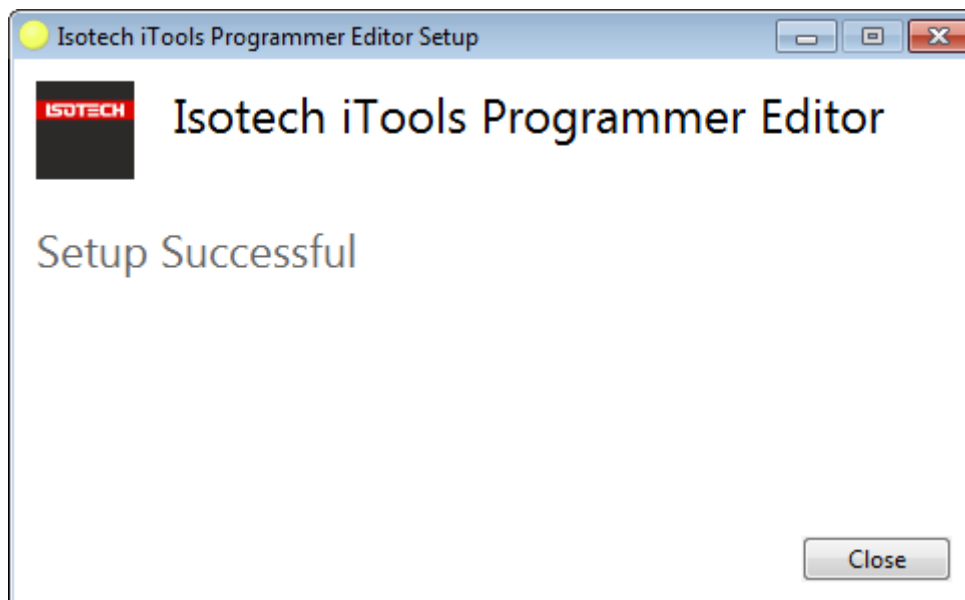 Isotech iTools Programmer Editor Setup
ISOTECH
Isotech iTools Programmer Editor
Setup Successful
Close